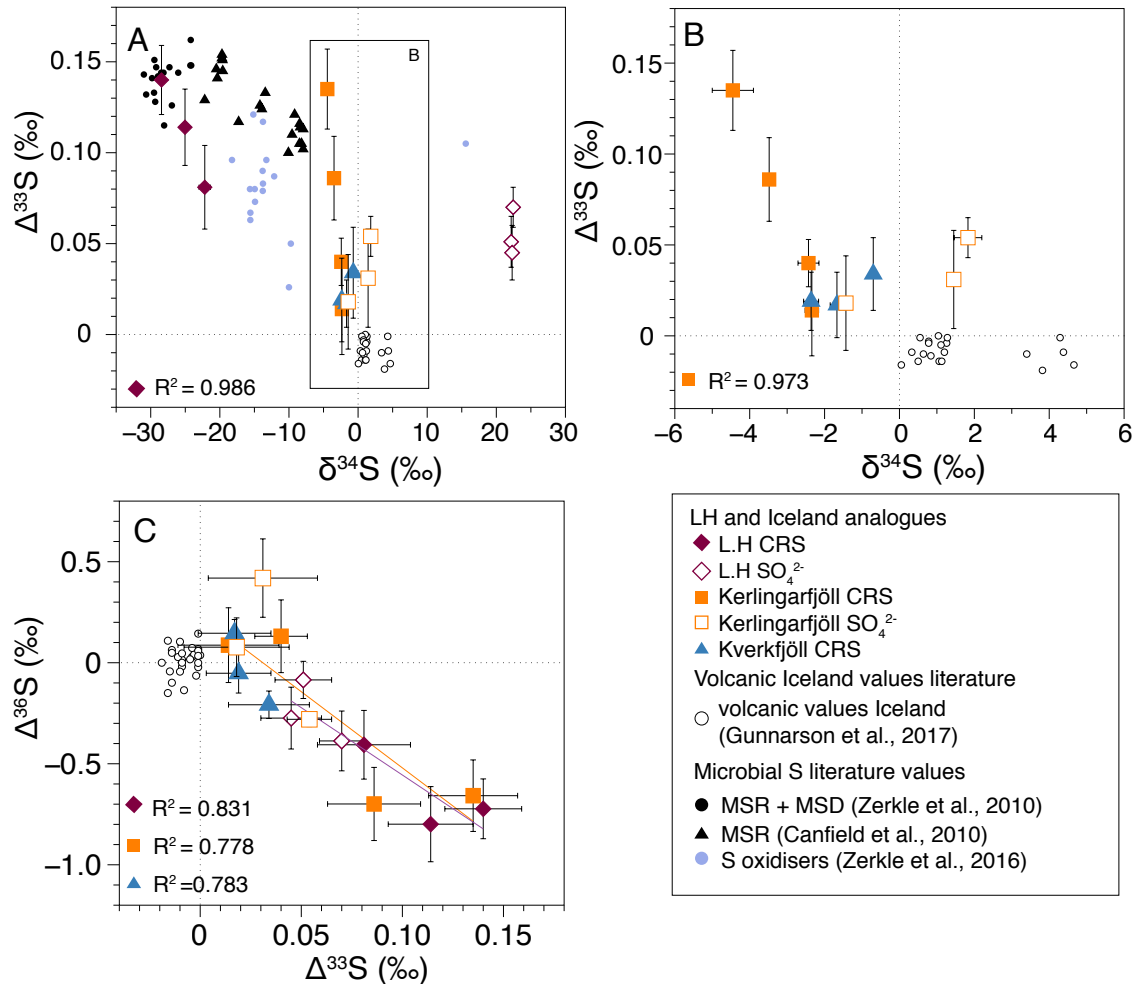 A
B
Δ³³S (‰)
0.15
0.10
0.05
0
R² = 0.986
−30
−20
−10
0
10
20
30
δ³⁴S (‰)
B
Δ³³S (‰)
0.15
0.10
0.05
0
R² = 0.973
−6
−4
−2
0
2
4
6
δ³⁴S (‰)
C
Δ³⁶S (‰)
0.5
0
−0.5
−1.0
R² = 0.831
R² = 0.778
R² =0.783
0
0.05
0.10
0.15
Δ³³S (‰)
LH and Iceland analogues
L.H CRS
L.H SO₄²⁻
Kerlingarfjöll CRS
Kerlingarfjöll SO₄²⁻
Kverkfjöll CRS
Volcanic Iceland values literature
volcanic values Iceland
(Gunnarson et al., 2017)
Microbial S literature values
MSR + MSD (Zerkle et al., 2010)
MSR (Canfield et al., 2010)
S oxidisers (Zerkle et al., 2016)